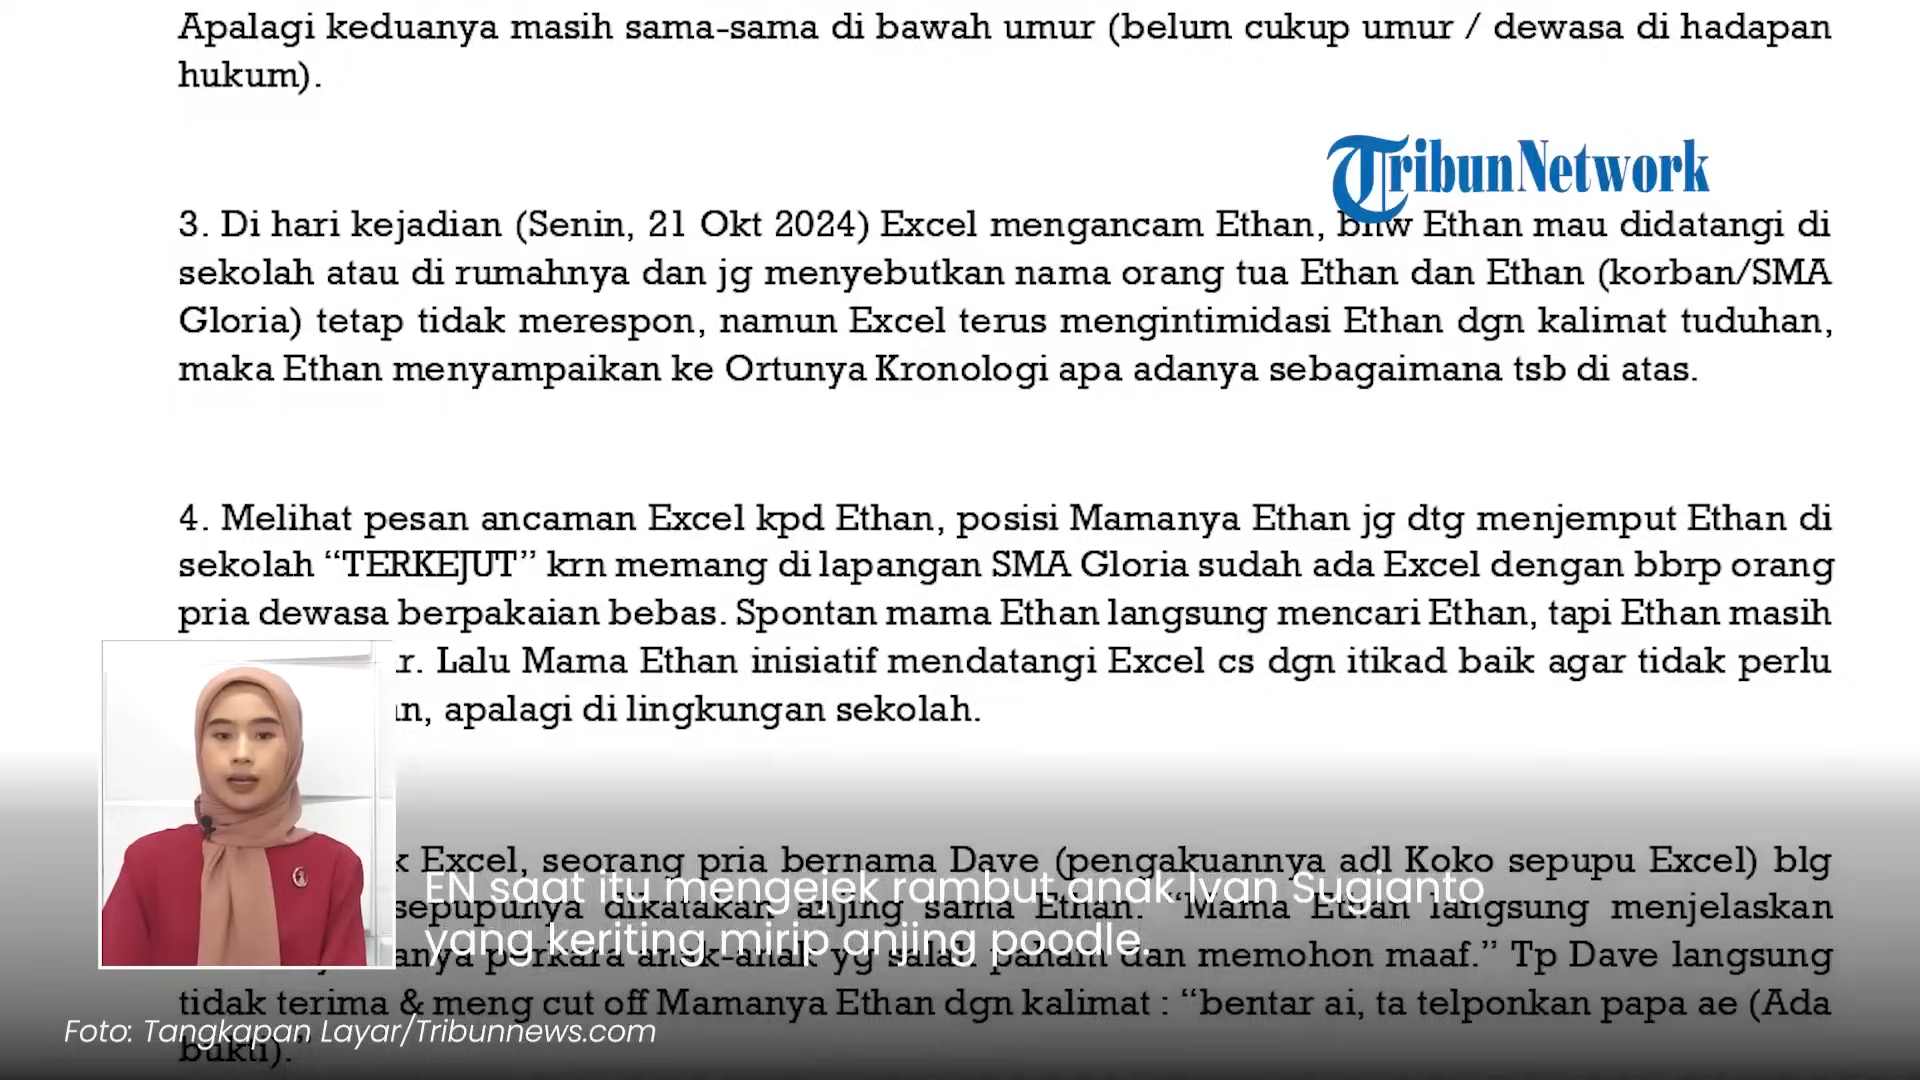 Apalagi keduanya masih sama-sama di bawah umur (belum cukup umur / dewasa di hadapan
hukum).
TribunNetwork
3. Di hari kejadian (Senin, 21 Okt 2024) Excel mengancam Ethan, bhw Ethan mau didatangi di
sekolah atau di rumahnya dan jg menyebutkan nama orang tua Ethan dan Ethan (korban/SMA
Gloria) tetap tidak merespon, namun Excel terus mengintimidasi Ethan dgn kalimat tuduhan,
maka Ethan menyampaikan ke Ortunya Kronologi apa adanya sebagaimana tsb di atas.
4. Melihat pesan ancaman Excel kpd Ethan, posisi Mamanya Ethan jg dtg menjemput Ethan di
sekolah “TERKEJUT” krn memang di lapangan SMA Gloria sudah ada Excel dengan bbrp orang
pria dewasa berpakaian bebas. Spontan mama Ethan langsung mencari Ethan, tapi Ethan masih
Lalu Mama Ethan inisiatif mendatangi Excel cs dgn itikad baik agar tidak perlu
apalagi di lingkungan sekolah.
Excel, seorang pria bernama Dave (pengakuannya adl Koko sepupu Excel) blg
sepupunya dikatakan anjing sama Ethan. “Mama Ethan langsung menjelaskan
perkara anak-anak yg salah paham dan memohon maaf.” Tp Dave langsung
tidak terima & meng cut off Mamanya Ethan dgn kalimat : “bentar ai, ta telponkan papa ae (Ada
bukti).”
EN saat itu mengejek rambut anak Ivan Sugianto
yang keriting mirip anjing poodle.
Foto: Tangkapan Layar/Tribunnews.com